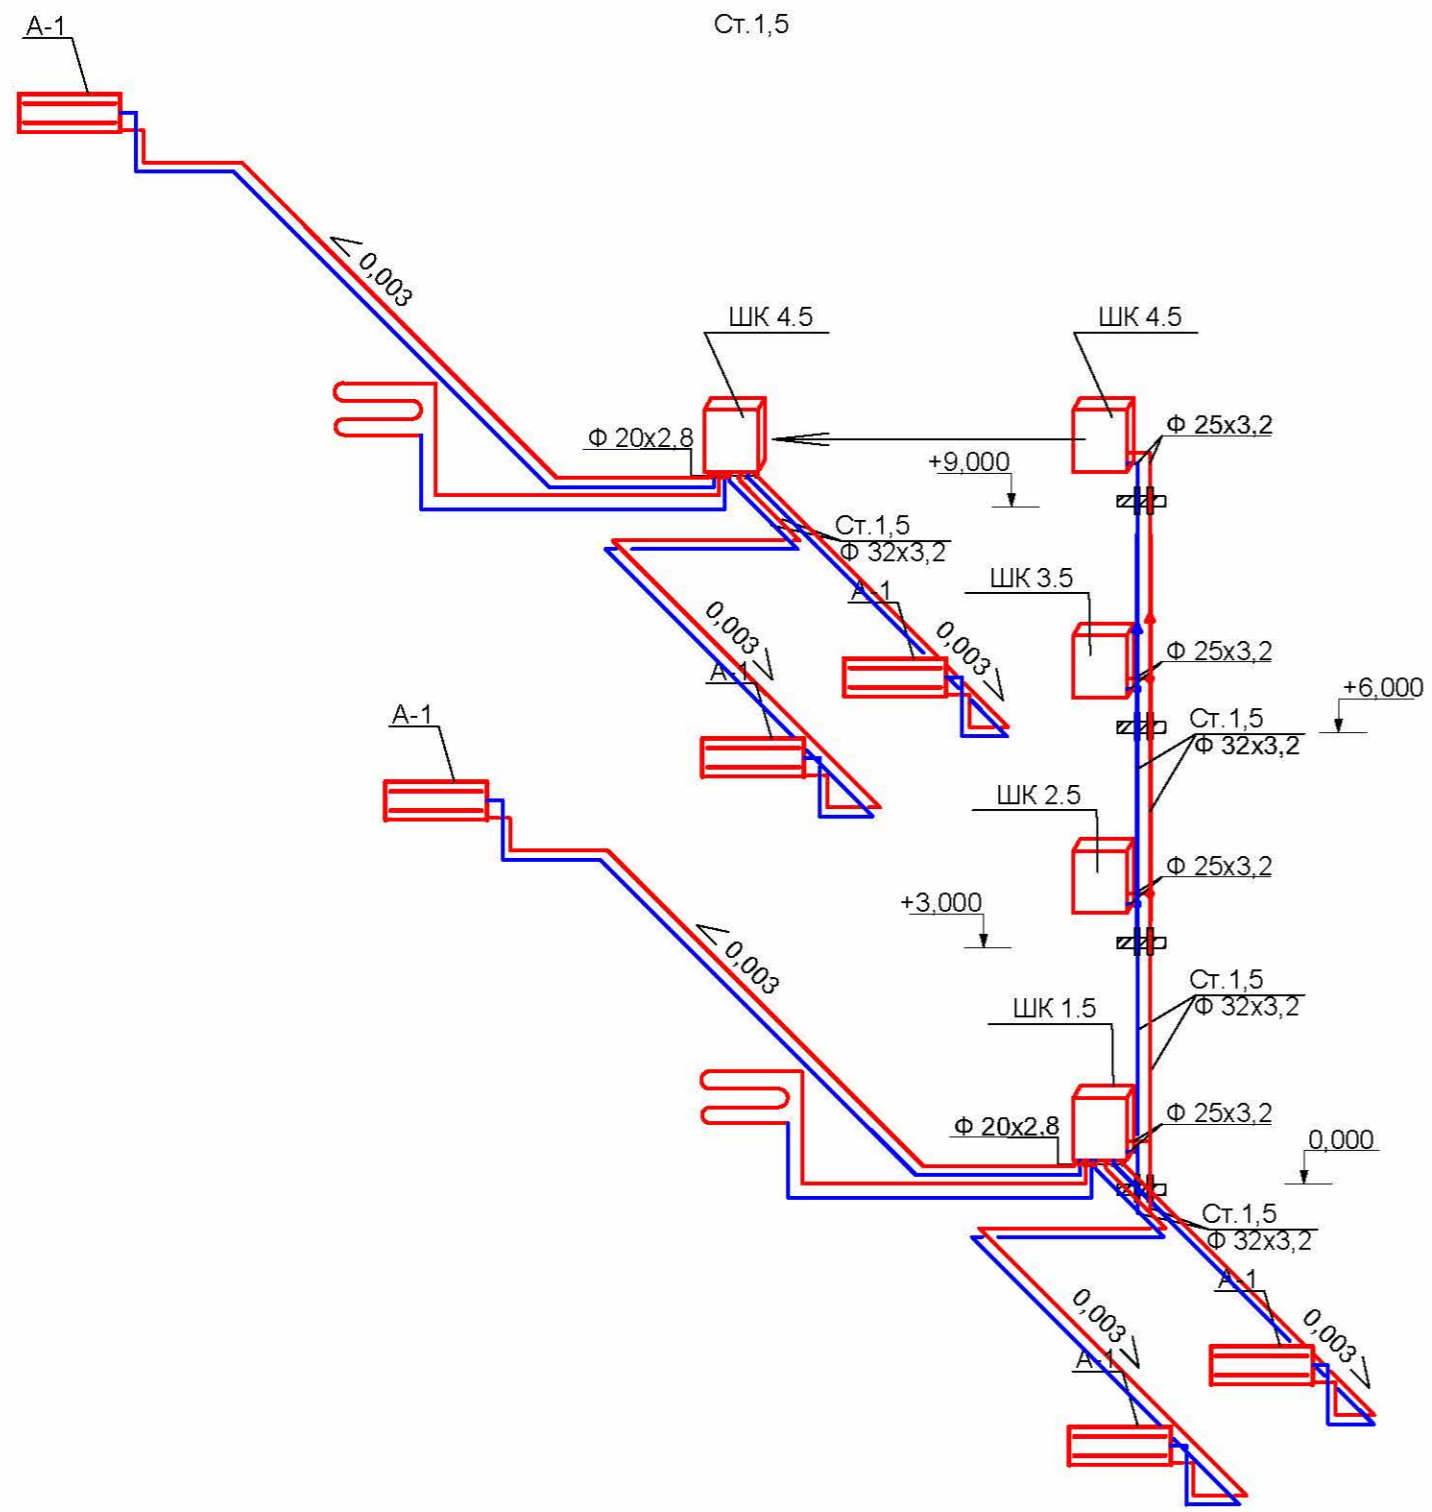 Ст.1,5
А-1
0,003
ШК 4.5
ШК 4.5
Ф 20х2,8
Ф 25х3,2
+9,000
Ст.1,5
Ф 32х3,2
ШК 3.5
А-1
0,003
0,003
А-1
Ф 25х3,2
+6,000
А-1
Ст.1,5
Ф 32х3,2
ШК 2.5
Ф 25х3,2
+3,000
0,003
Ст.1,5
Ф 32х3,2
ШК 1.5
Ф 20х2,8
Ф 25х3,2
0,000
Ст.1,5
Ф 32х3,2
А-1
0,003
0,003
А-1